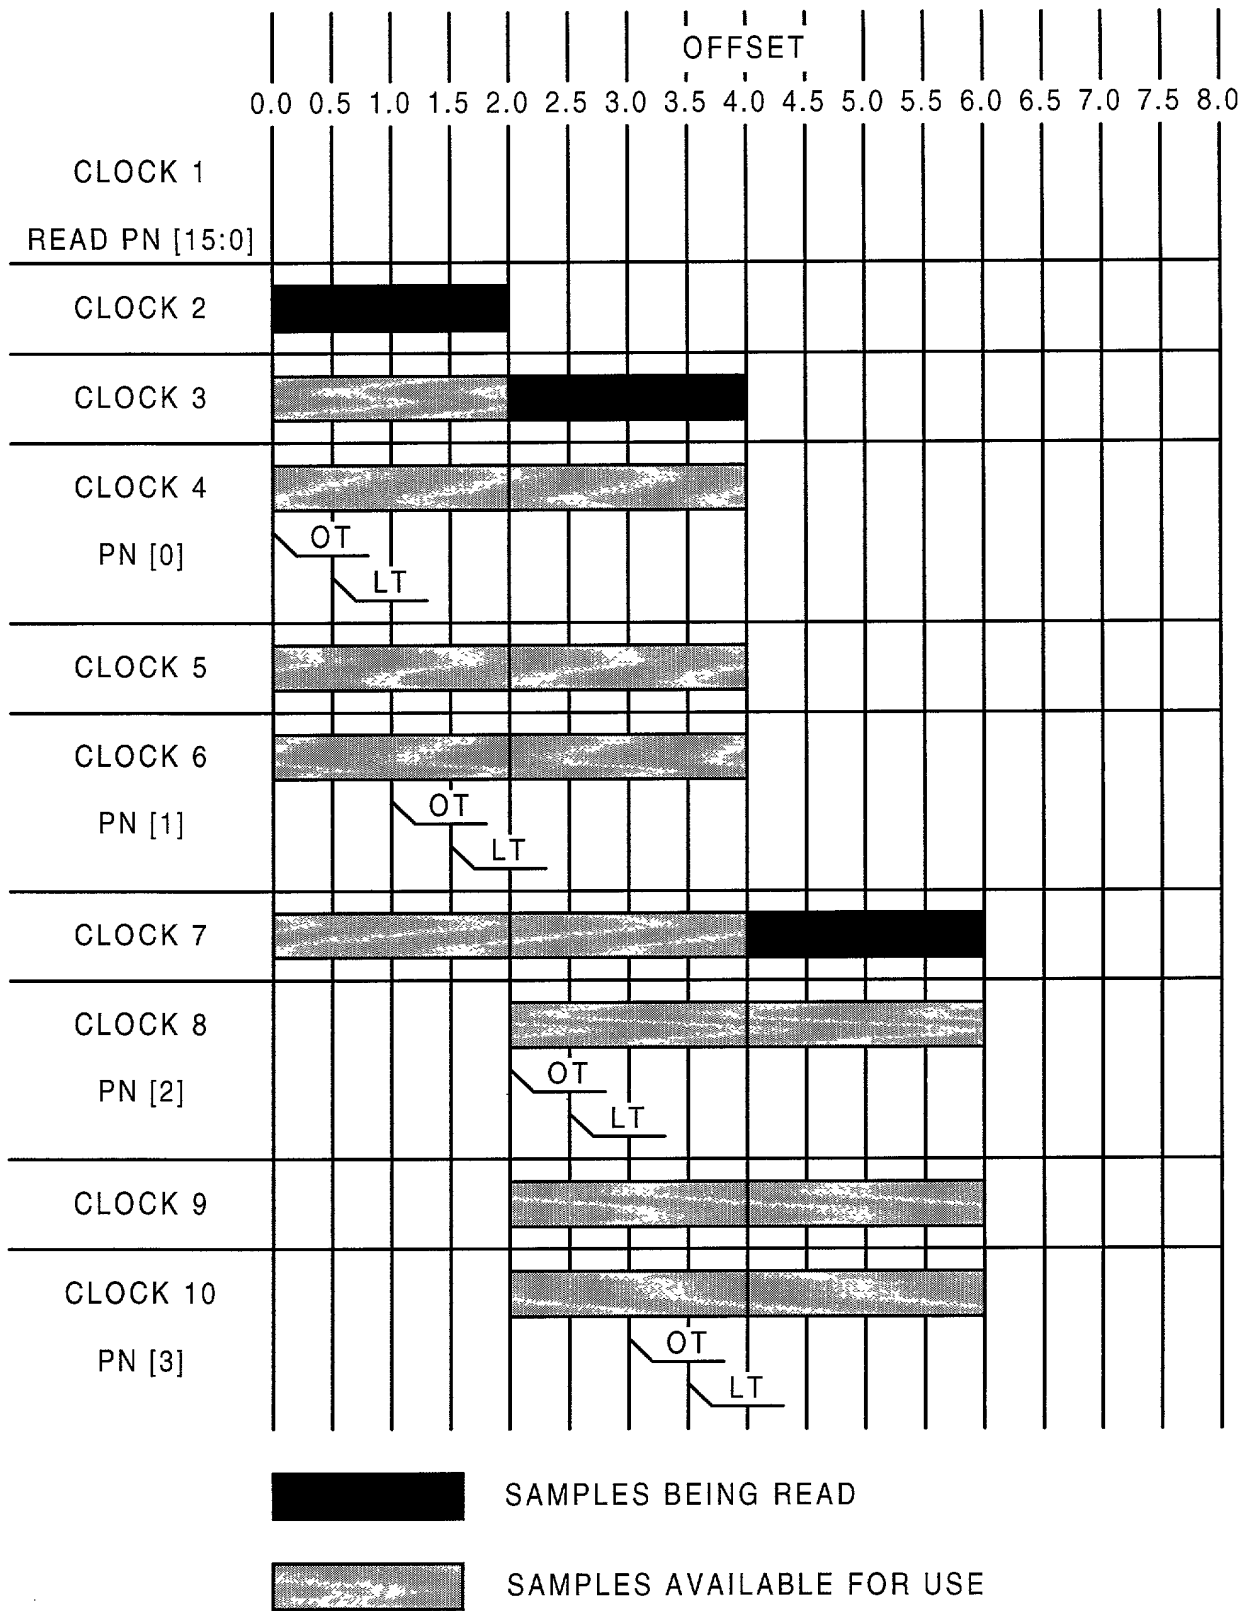 OFFSET
0.0 0.5 1.0 1.5 2.0 2.5 3.0 3.5 4.0 4.5 5.0 5.5 6.0 6.5 7.0 7.5 8.0
CLOCK 1
READ PN [15:0]
CLOCK 2
CLOCK 3
CLOCK 4
PN [0]
OT
LT
CLOCK 5
CLOCK 6
PN [1]
OT
LT
CLOCK 7
CLOCK 8
PN [2]
OT
LT
CLOCK 9
CLOCK 10
PN [3]
OT
LT
SAMPLES BEING READ
SAMPLES AVAILABLE FOR USE